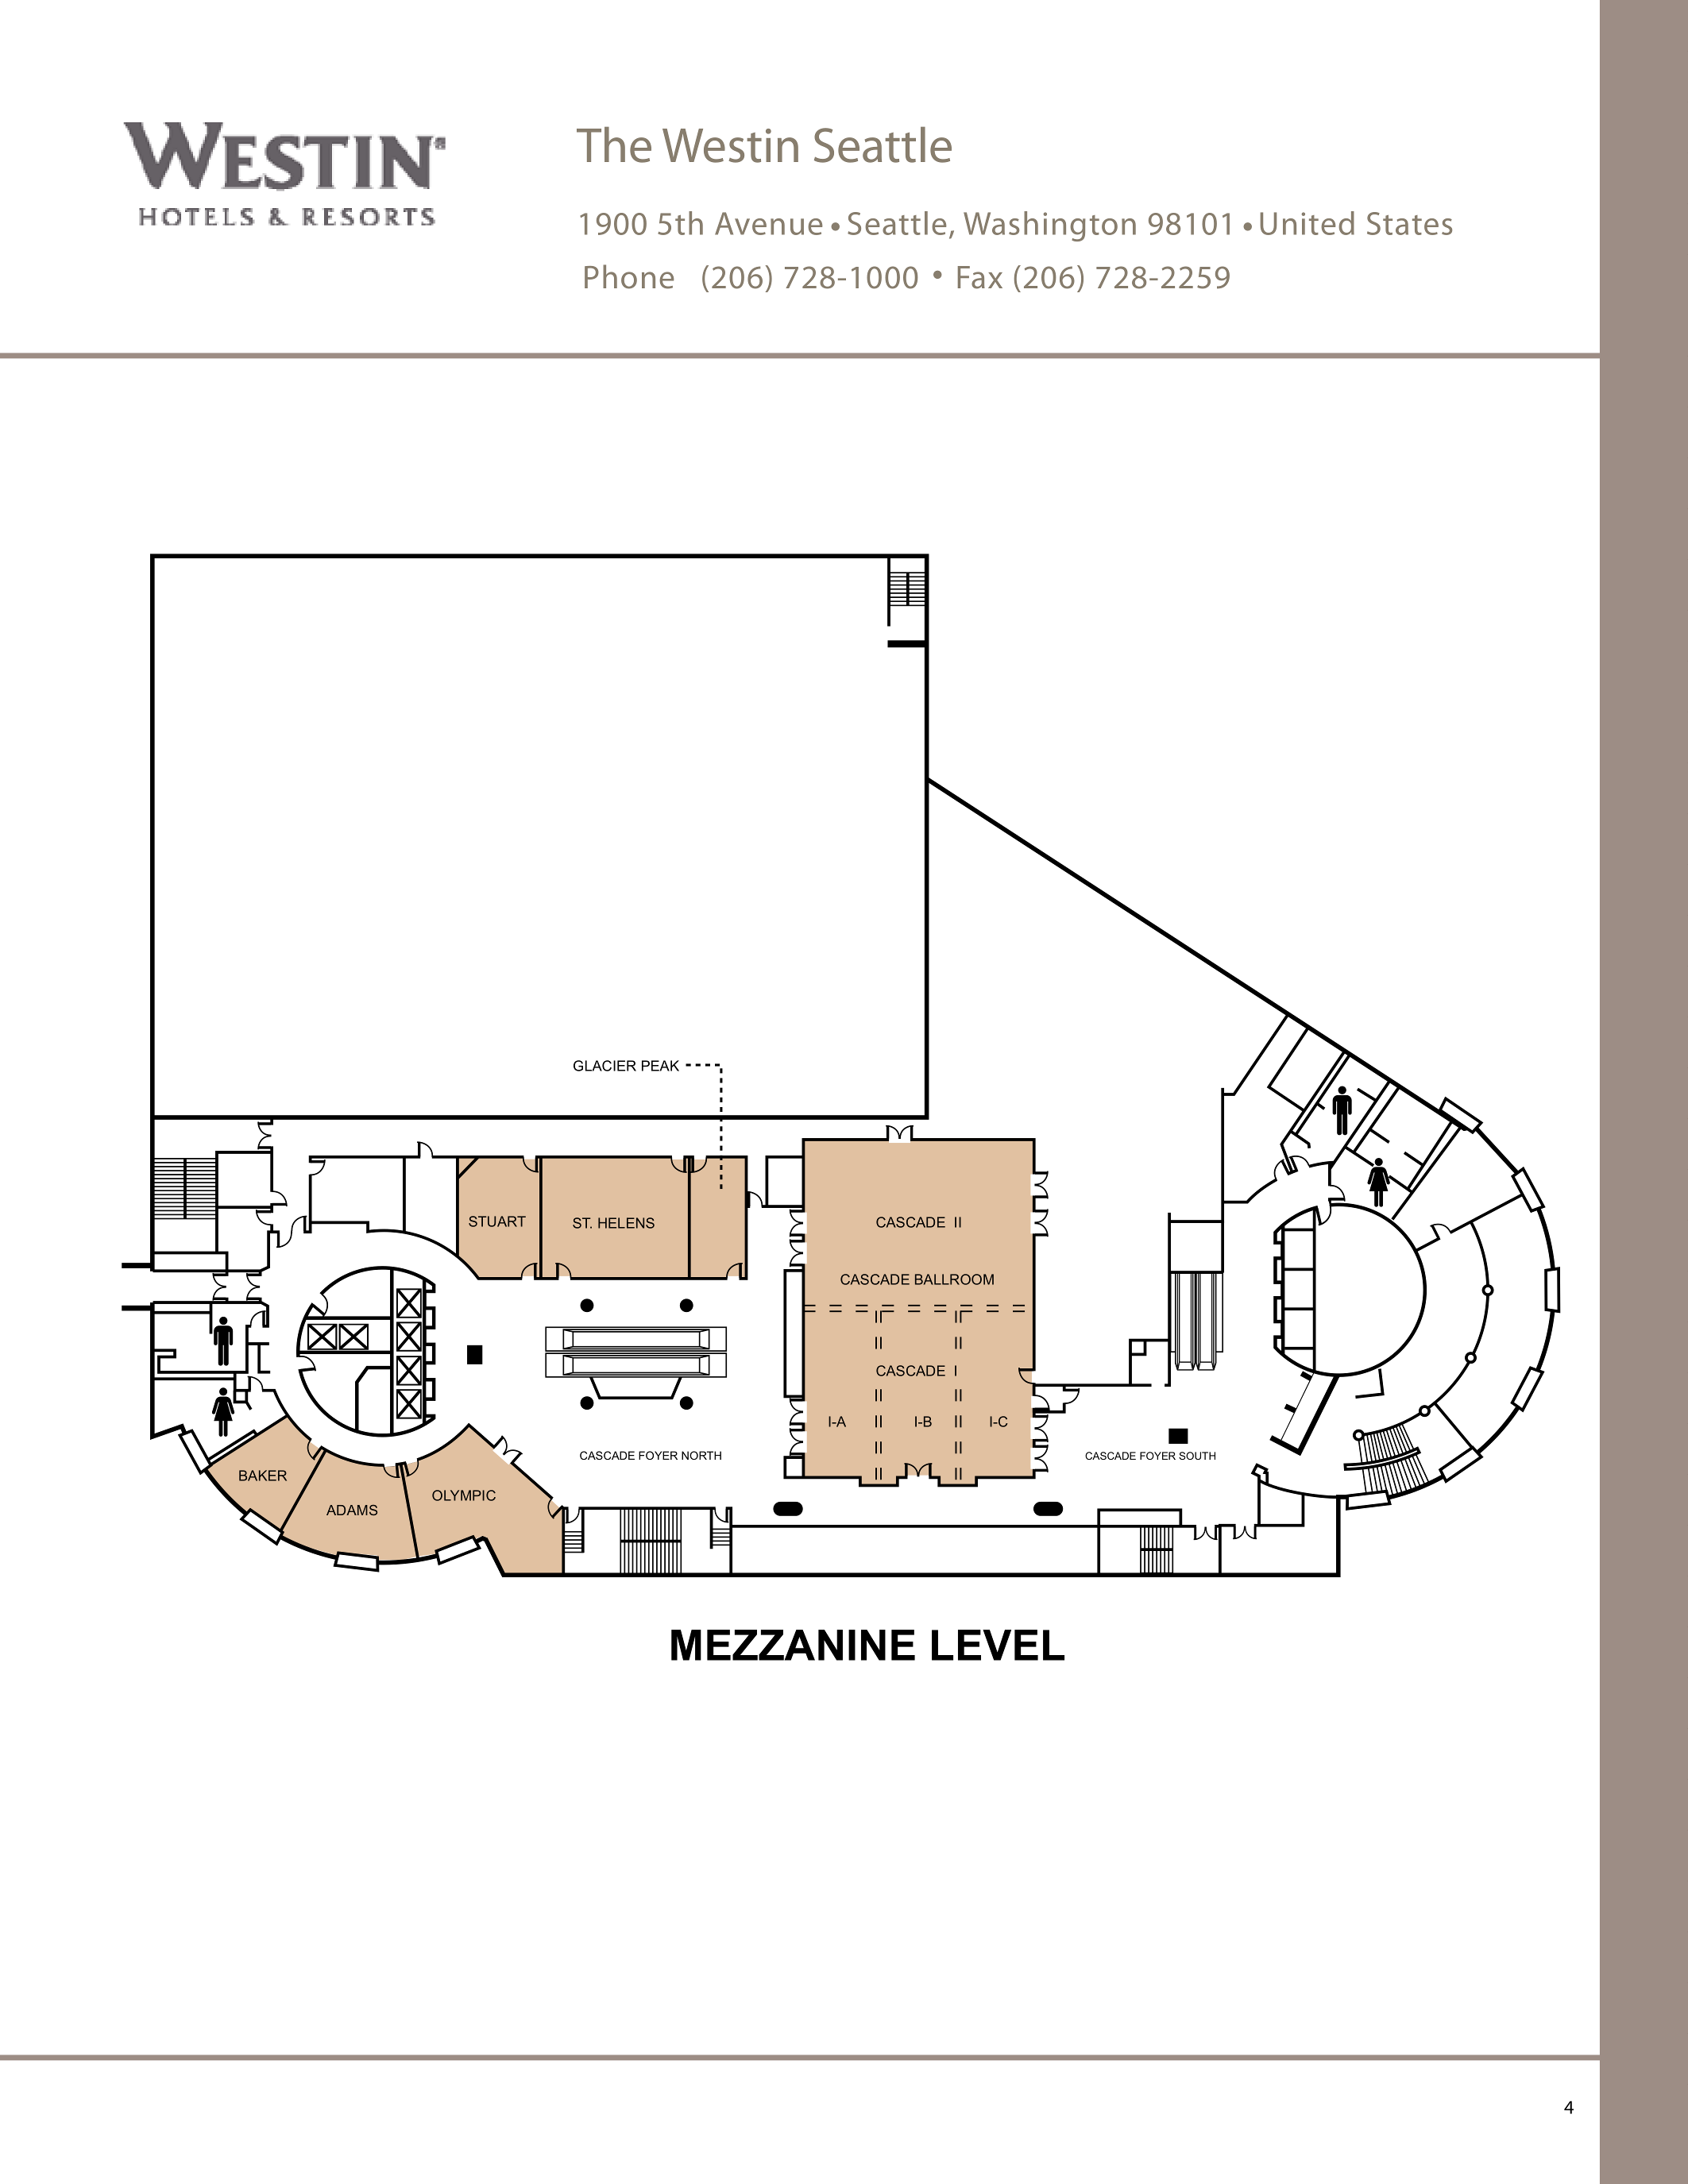 WESTIN®
HOTELS & RESORTS
The Westin Seattle
1900 5th Avenue • Seattle, Washington 98101 • United States
Phone (206) 728-1000 • Fax (206) 728-2259
GLACIER PEAK
STUART
ST. HELENS
CASCADE II
CASCADE BALLROOM
CASCADE I
I-A
I-B
I-C
CASCADE FOYER NORTH
CASCADE FOYER SOUTH
BAKER
ADAMS
OLYMPIC
MEZZANINE LEVEL
4